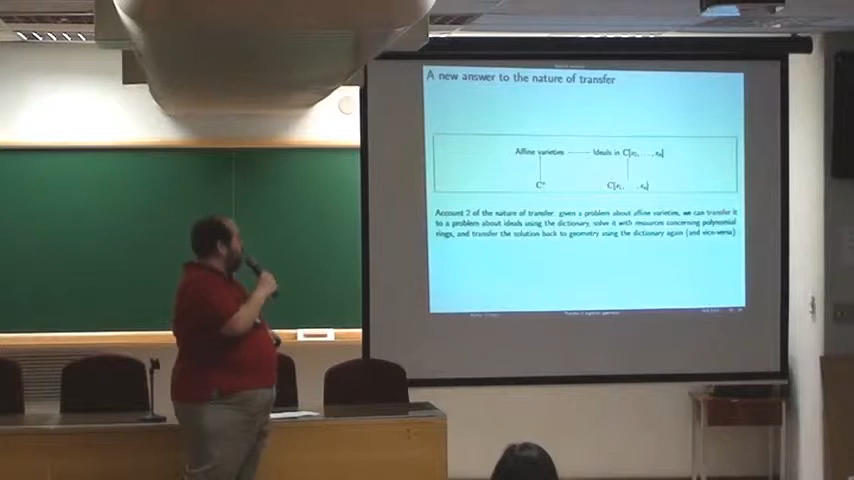 A new answer to the nature of transfer
Affine varieties —— Ideals in C[x₁, . . . , xₙ]
Cⁿ C[x₁, . . . , xₙ]
Account 2 of the nature of transfer: given a problem about affine varieties, we can transfer it
to a problem about ideals using the dictionary, solve it with resources concerning polynomial
rings, and transfer the solution back to geometry using the dictionary again (and vice-versa)